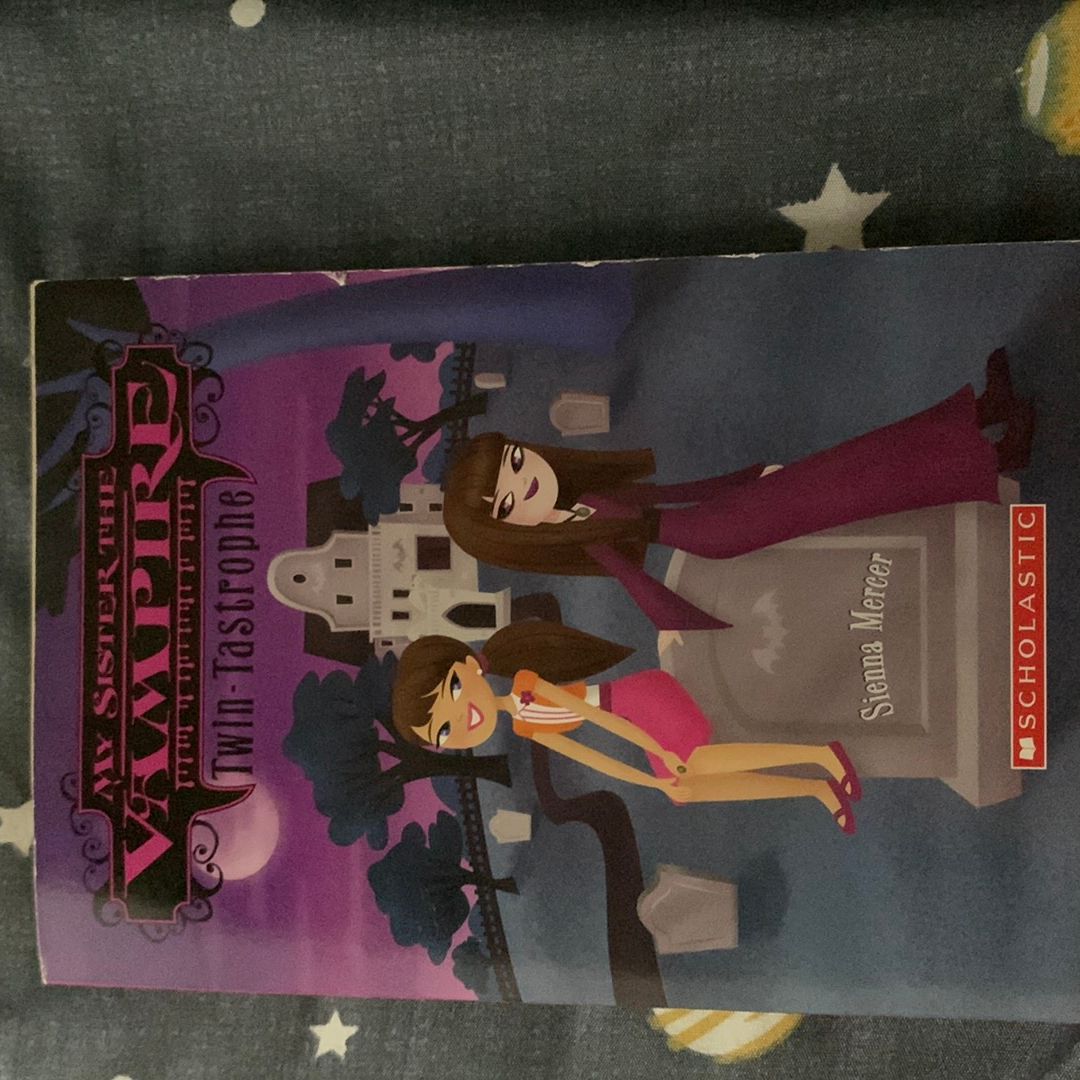 MY SISTER THE
VAMPIRE
Twin-Tastrophe
Sienna Mercer
SCHOLASTIC